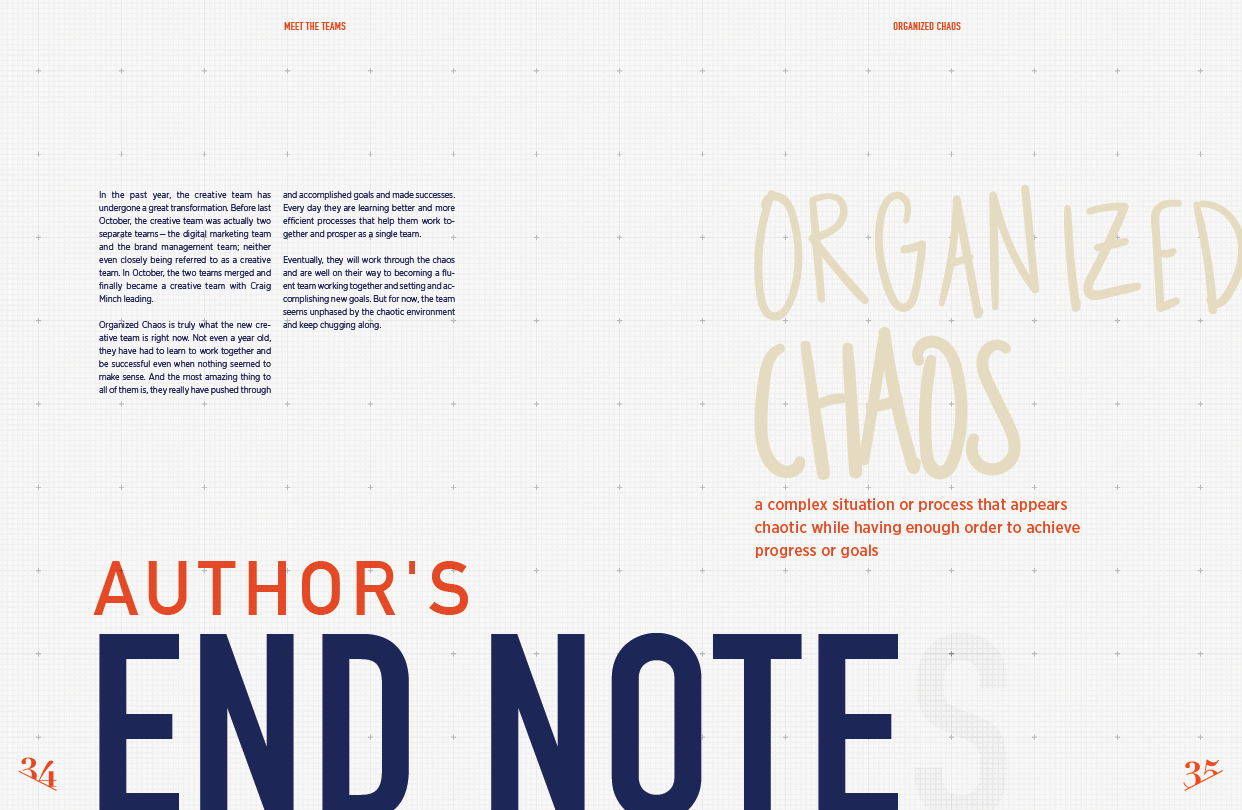 MEET THE TEAMS
ORGANIZED CHAOS
In the past year, the creative team has
undergone a great transformation. Before last
October, the creative team was actually two
separate teams – the digital marketing team
and the brand management team; neither
even closely being referred to as a creative
team. In October, the two teams merged and
finally became a creative team with Craig
Minch leading.
Organized Chaos is truly what the new cre-
ative team is right now. Not even a year old,
they have had to learn to work together and
be successful even when nothing seemed to
make sense. And the most amazing thing to
all of them is, they really have pushed through
and accomplished goals and made successes.
Every day they are learning better and more
efficient processes that help them work to-
gether and prosper as a single team.
Eventually, they will work through the chaos
and are well on their way to becoming a flu-
ent team working together and setting and ac-
complishing new goals. But for now, the team
seems unphased by the chaotic environment
and keep chugging along.
ORGANIZED
CHAOS
a complex situation or process that appears
chaotic while having enough order to achieve
progress or goals
AUTHOR'S
END NOTES
34
35